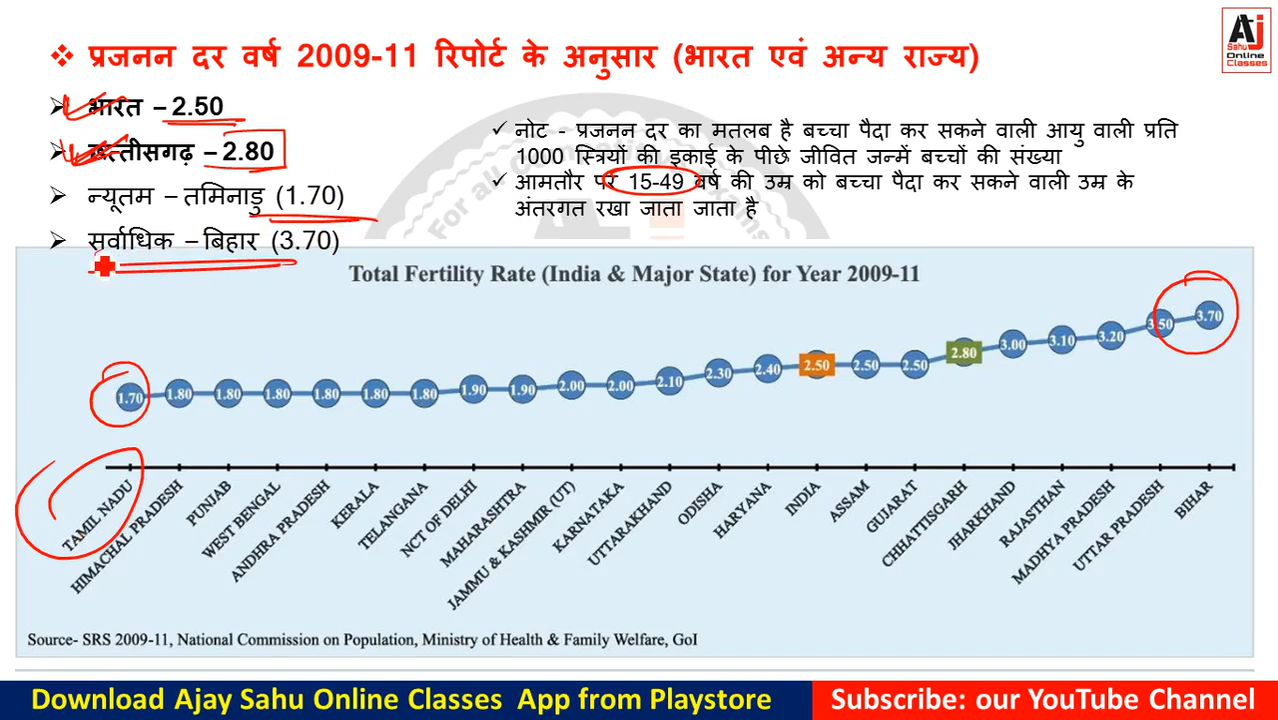 ❖ प्रजनन दर वर्ष 2009-11 रिपोर्ट के अनुसार (भारत एवं अन्य राज्य)
Aj
Sahu
Online
Classes
➢ भारत – 2.50
➢ छत्तीसगढ़ – 2.80
➢ न्यूतम – तमिनाडु (1.70)
➢ सर्वाधिक – बिहार (3.70)
✓ नोट - प्रजनन दर का मतलब है बच्चा पैदा कर सकने वाली आयु वाली प्रति
1000 स्त्रियों की इकाई के पीछे जीवित जन्में बच्चों की संख्या
✓ आमतौर पर 15-49 वर्ष की उम्र को बच्चा पैदा कर सकने वाली उम्र के
अंतरगत रखा जाता जाता है
For all Com
Exams
Total Fertility Rate (India & Major State) for Year 2009-11
1.70 1.80 1.80 1.80 1.80 1.80 1.80 1.90 1.90 2.00 2.00 2.10 2.30 2.40 2.50 2.50 2.50 2.80 3.00 3.10 3.20 3.50 3.70
TAMIL NADU
HIMACHAL PRADESH
PUNJAB
WEST BENGAL
ANDHRA PRADESH
KERALA
TELANGANA
NCT OF DELHI
MAHARASHTRA
JAMMU & KASHMIR (UT)
KARNATAKA
UTTARAKHAND
ODISHA
HARYANA
INDIA
ASSAM
GUJARAT
CHHATTISGARH
JHARKHAND
RAJASTHAN
MADHYA PRADESH
UTTAR PRADESH
BIHAR
Source- SRS 2009-11, National Commission on Population, Ministry of Health & Family Welfare, GoI
Download Ajay Sahu Online Classes App from Playstore
Subscribe: our YouTube Channel